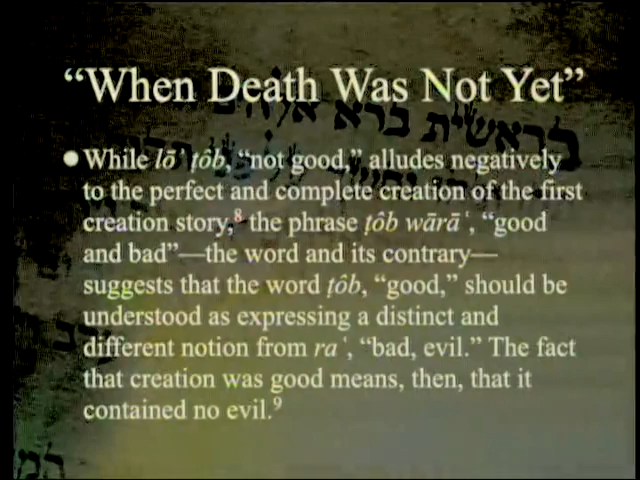 “When Death Was Not Yet”
בראשית ברא אלהים
● While lōʾ ṭôb, “not good,” alludes negatively
to the perfect and complete creation of the first
creation story,⁸ the phrase ṭôb wārāʿ, “good
and bad”—the word and its contrary—
suggests that the word ṭôb, “good,” should be
understood as expressing a distinct and
different notion from raʿ, “bad, evil.” The fact
that creation was good means, then, that it
contained no evil.⁹